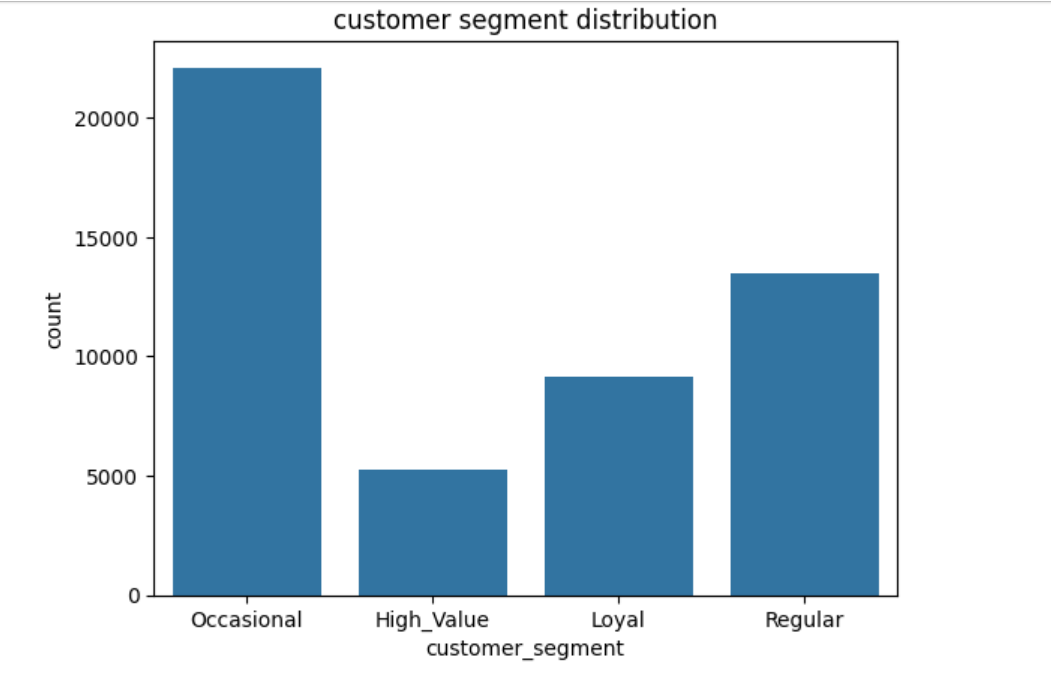 customer segment distribution
20000
15000
10000
5000
0
count
Occasional High_Value Loyal Regular
customer_segment